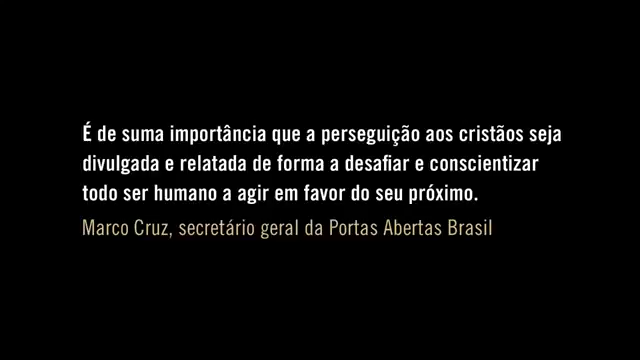 É de suma importância que a perseguição aos cristãos seja
divulgada e relatada de forma a desafiar e conscientizar
todo ser humano a agir em favor do seu próximo.
Marco Cruz, secretário geral da Portas Abertas Brasil